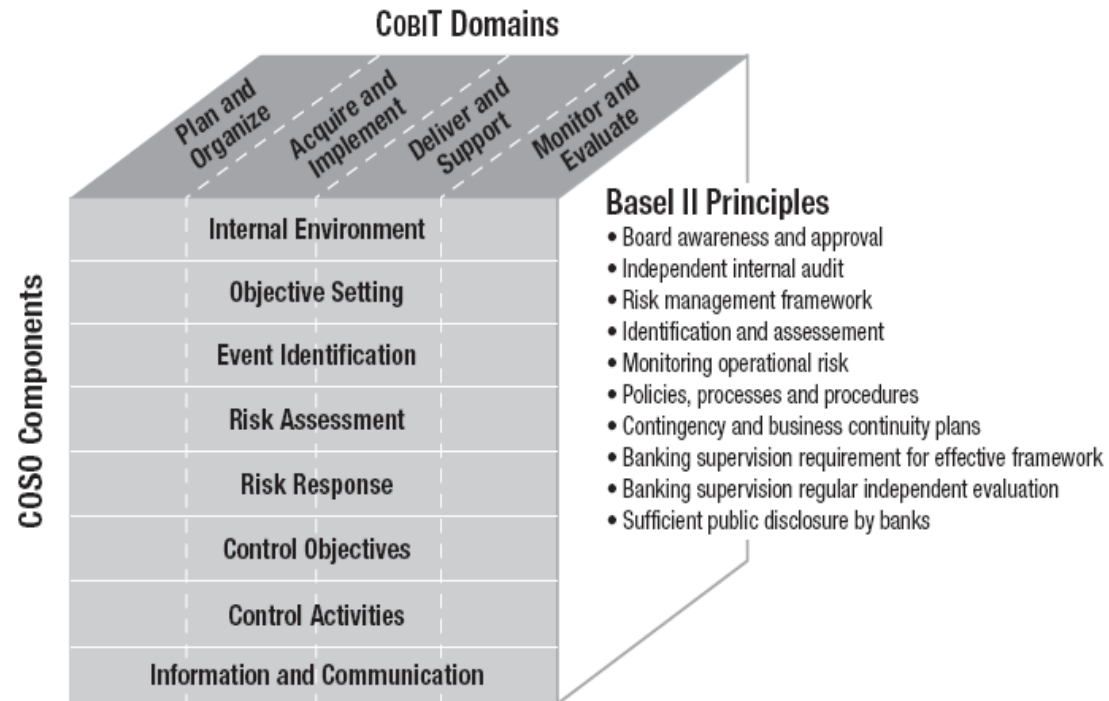 COBIT Domains
Plan and
Organize
Acquire and
Implement
Deliver and
Support
Monitor and
Evaluate
COSO Components
Internal Environment
Objective Setting
Event Identification
Risk Assessment
Risk Response
Control Objectives
Control Activities
Information and Communication
Basel II Principles
• Board awareness and approval
• Independent internal audit
• Risk management framework
• Identification and assessement
• Monitoring operational risk
• Policies, processes and procedures
• Contingency and business continuity plans
• Banking supervision requirement for effective framework
• Banking supervision regular independent evaluation
• Sufficient public disclosure by banks